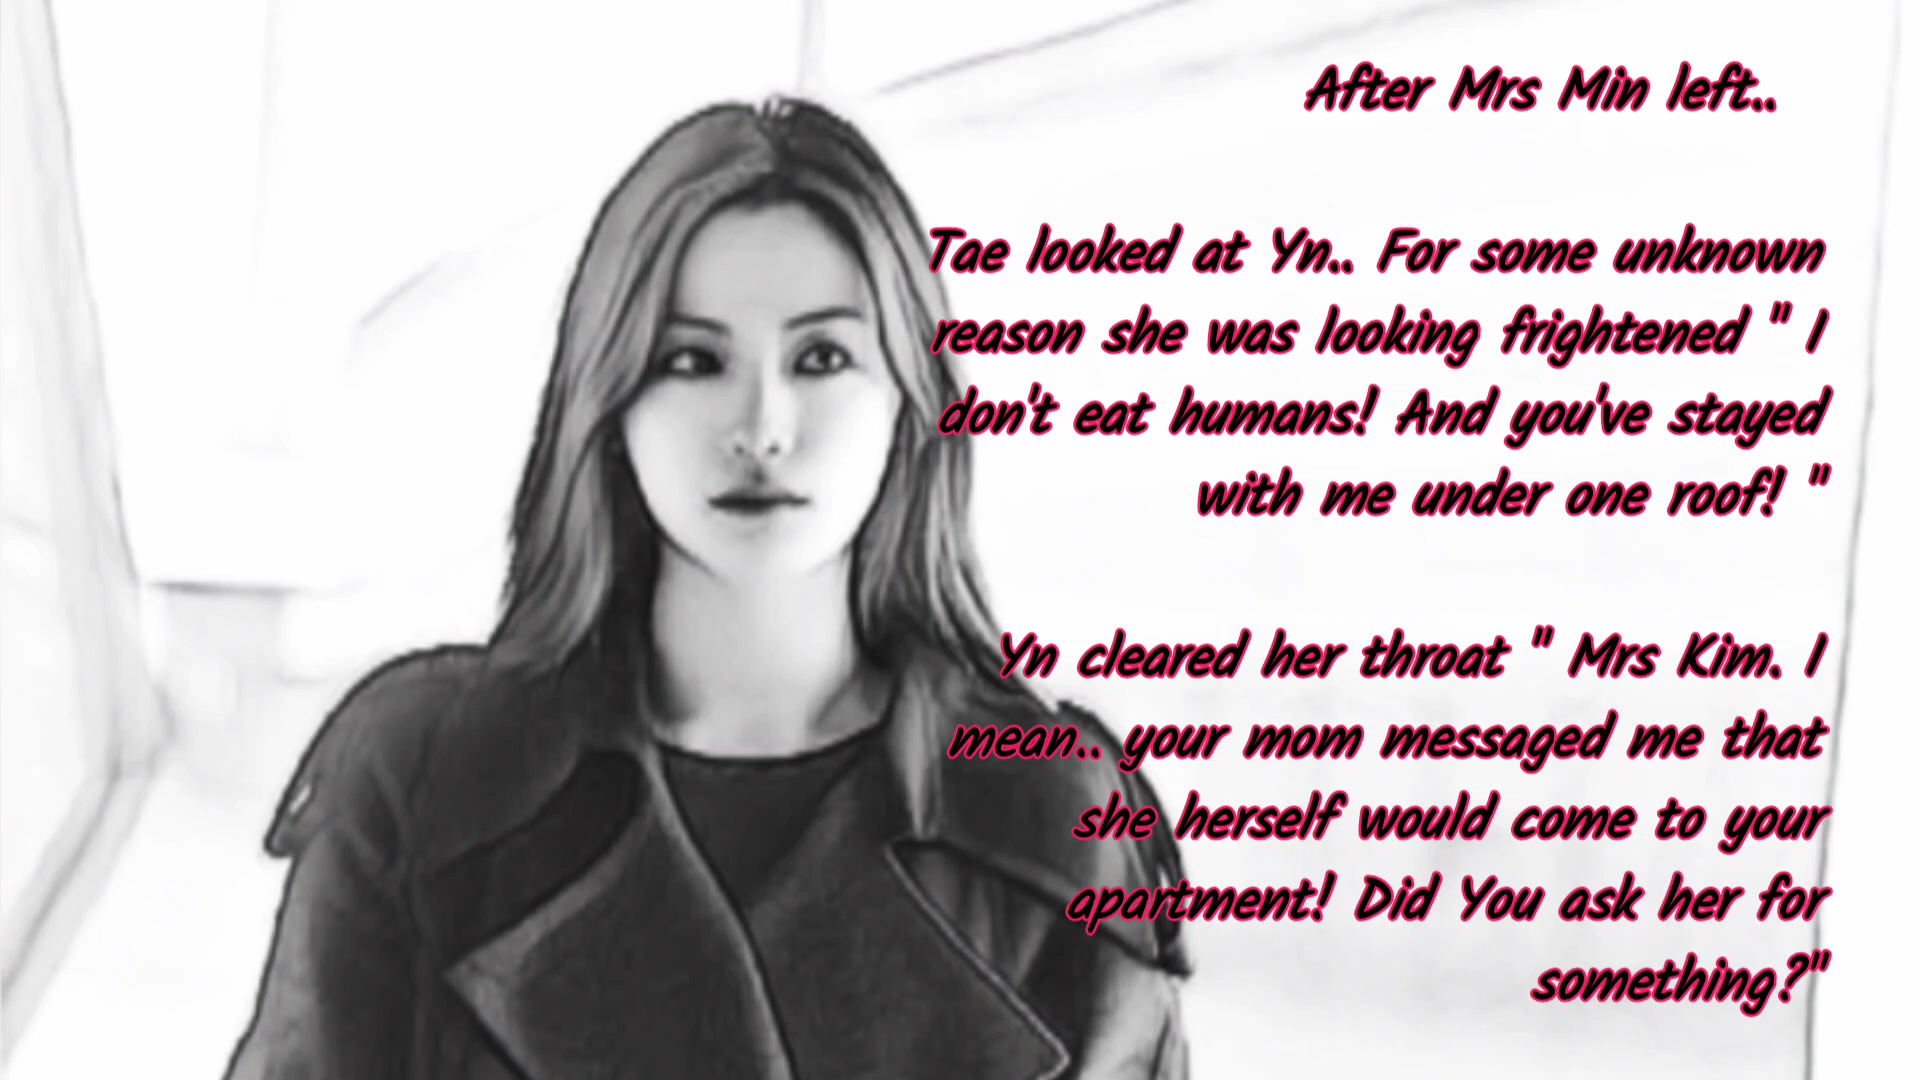 After Mrs Min left..
Tae looked at Yn.. For some unknown
reason she was looking frightened " I
don't eat humans! And you've stayed
with me under one roof! "
Yn cleared her throat " Mrs Kim. I
mean.. your mom messaged me that
she herself would come to your
apartment! Did You ask her for
something?"